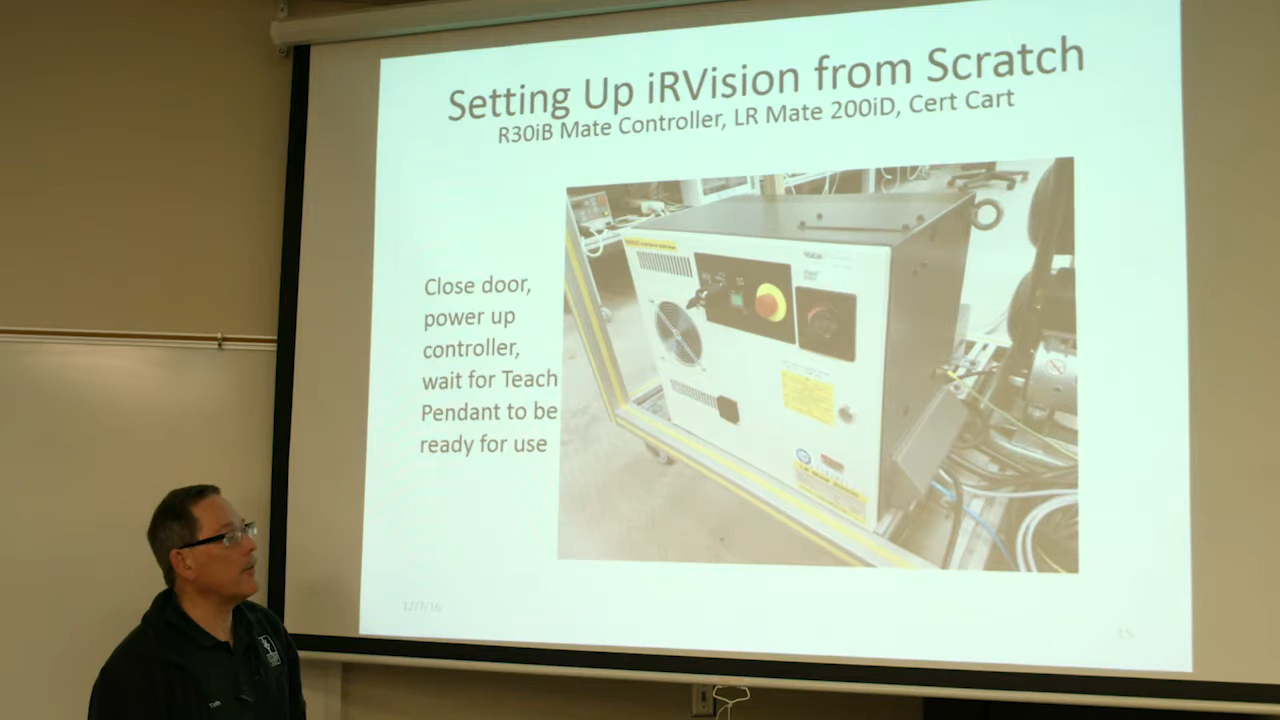 Setting Up iRVision from Scratch
R30iB Mate Controller, LR Mate 200iD, Cert Cart
Close door,
power up
controller,
wait for Teach
Pendant to be
ready for use
12/7/16
15